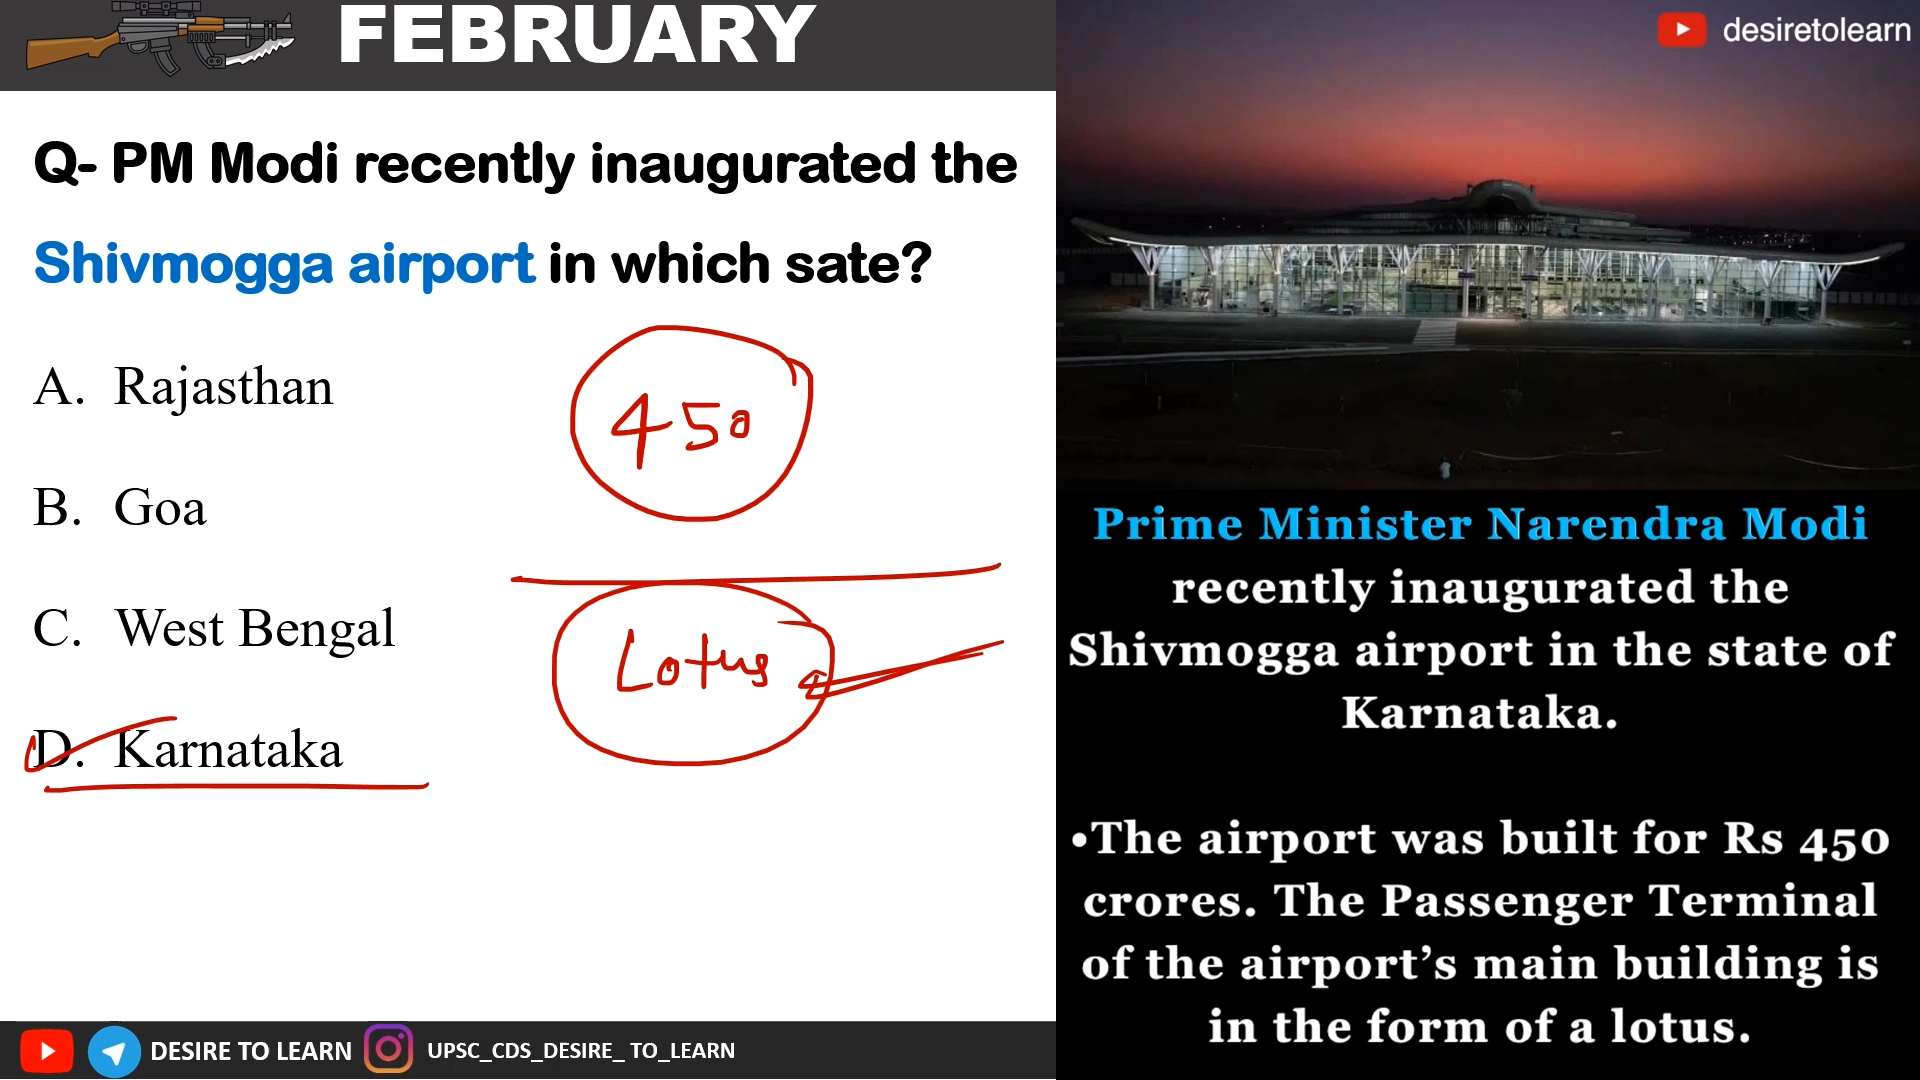 FEBRUARY
Q- PM Modi recently inaugurated the
Shivmogga airport in which sate?
A. Rajasthan
B. Goa
C. West Bengal
D. Karnataka
450
Lotus
DESIRE TO LEARN
UPSC_CDS_DESIRE_ TO_LEARN
desiretolearn
Prime Minister Narendra Modi
recently inaugurated the
Shivmogga airport in the state of
Karnataka.
•The airport was built for Rs 450
crores. The Passenger Terminal
of the airport’s main building is
in the form of a lotus.